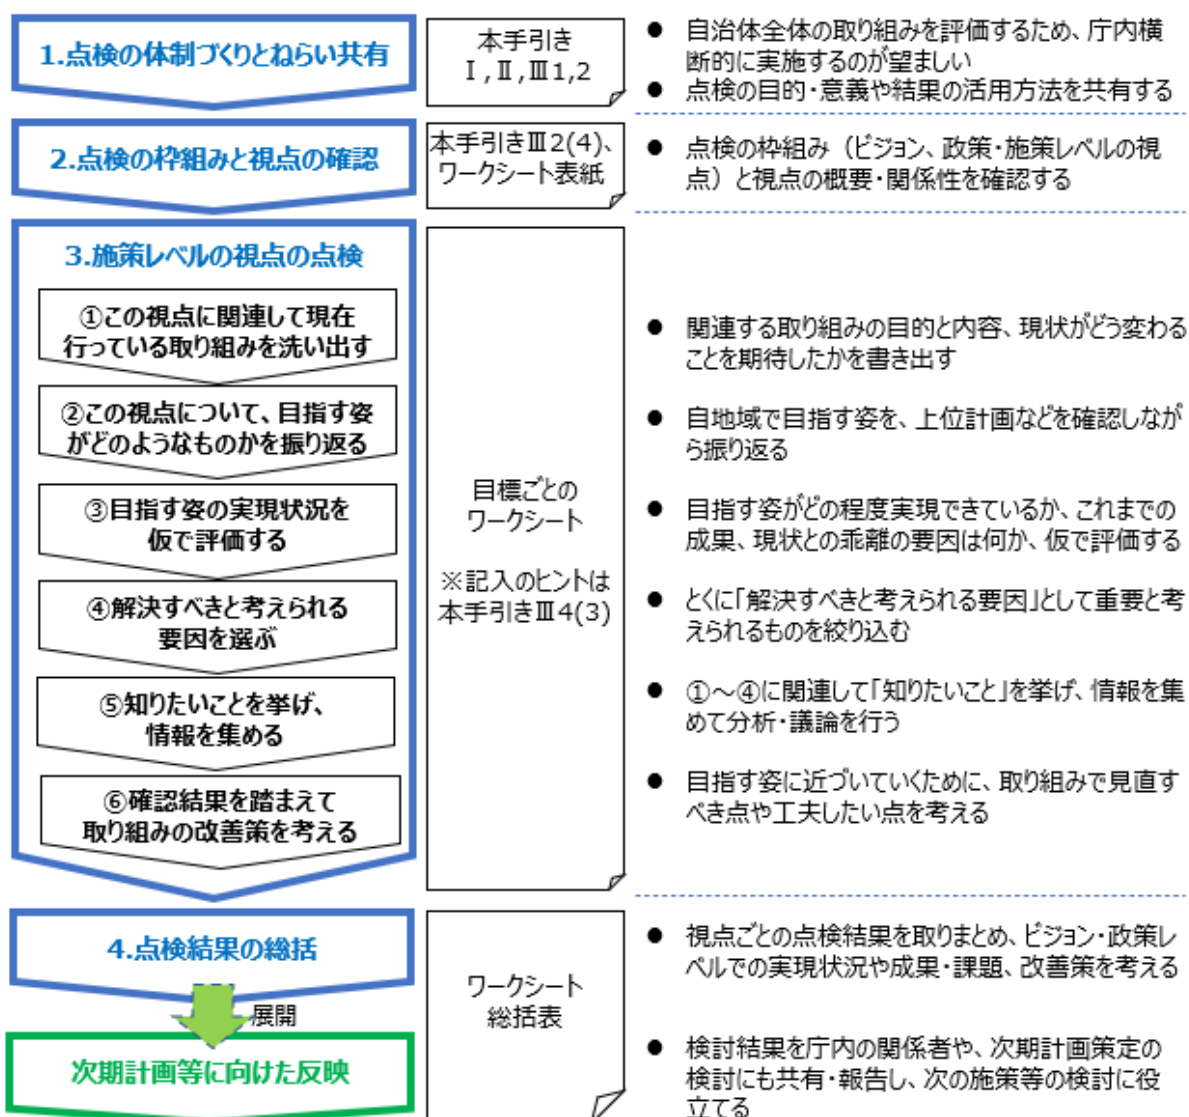 1.点検の体制づくりとねらい共有
本手引き
Ⅰ,Ⅱ,Ⅲ1,2
● 自治体全体の取り組みを評価するため、庁内横
断的に実施するのが望ましい
● 点検の目的・意義や結果の活用方法を共有する
2.点検の枠組みと視点の確認
本手引きⅢ2(4)、
ワークシート表紙
● 点検の枠組み（ビジョン、政策・施策レベルの視
点）と視点の概要・関係性を確認する
3.施策レベルの視点の点検
①この視点に関連して現在
行っている取り組みを洗い出す
②この視点について、目指す姿
がどのようなものかを振り返る
③目指す姿の実現状況を
仮で評価する
④解決すべきと考えられる
要因を選ぶ
⑤知りたいことを挙げ、
情報を集める
⑥確認結果を踏まえて
取り組みの改善策を考える
目標ごとの
ワークシート
※記入のヒントは
本手引きⅢ4(3)
● 関連する取り組みの目的と内容、現状がどう変わる
ことを期待したかを書き出す
● 自地域で目指す姿を、上位計画などを確認しなが
ら振り返る
● 目指す姿がどの程度実現できているか、これまでの
成果、現状との乖離の要因は何か、仮で評価する
● とくに「解決すべきと考えられる要因」として重要と考
えられるものを絞り込む
● ①～④に関連して「知りたいこと」を挙げ、情報を集
めて分析・議論を行う
● 目指す姿に近づいていくために、取り組みで見直す
べき点や工夫したい点を考える
4.点検結果の総括
展開
次期計画等に向けた反映
ワークシート
総括表
● 視点ごとの点検結果を取りまとめ、ビジョン・政策レ
ベルでの実現状況や成果・課題、改善策を考える
● 検討結果を庁内の関係者や、次期計画策定の
検討にも共有・報告し、次の施策等の検討に役
立てる